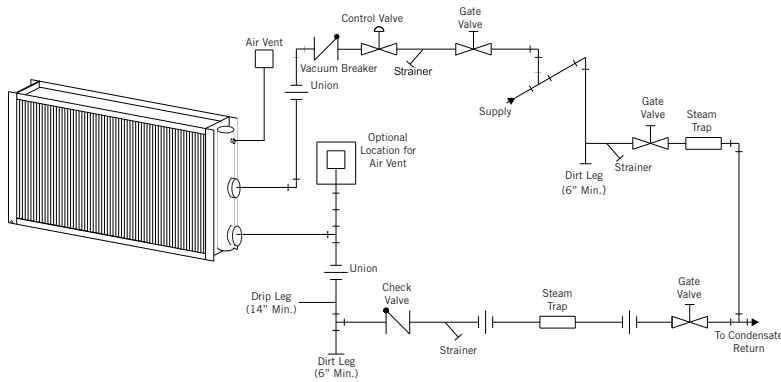 Control Valve
Gate
Valve
Air Vent
Vacuum Breaker
Strainer
Union
Supply
Gate
Valve
Steam
Trap
Optional
Location for
Air Vent
Strainer
Dirt Leg
(6” Min.)
Union
Drip Leg
(14” Min.)
Check
Valve
Steam
Trap
Gate
Valve
Strainer
To Condensate
Return
Dirt Leg
(6” Min.)